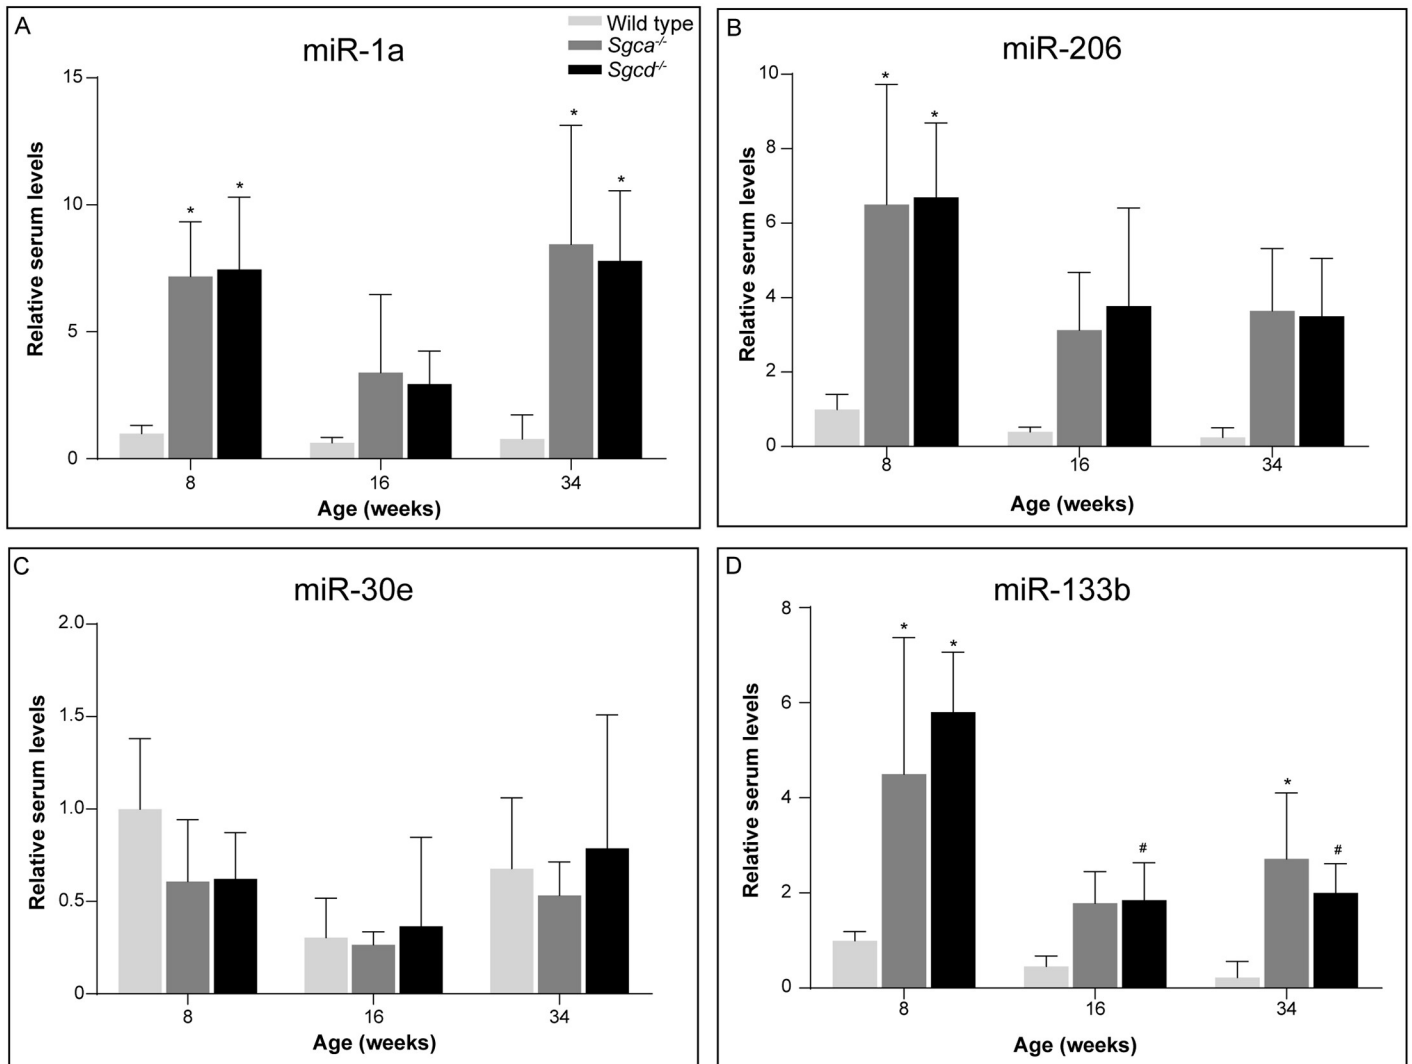 A
miR-1a
Wild type
Sgca-/-
Sgcd-/-
Relative serum levels
15
10
5
0
*
*
*
*
8
16
34
Age (weeks)
B
miR-206
Relative serum levels
10
8
6
4
2
0
*
*
8
16
34
Age (weeks)
C
miR-30e
Relative serum levels
2.0
1.5
1.0
0.5
0
8
16
34
Age (weeks)
D
miR-133b
Relative serum levels
8
6
4
2
0
*
*
#
*
#
8
16
34
Age (weeks)